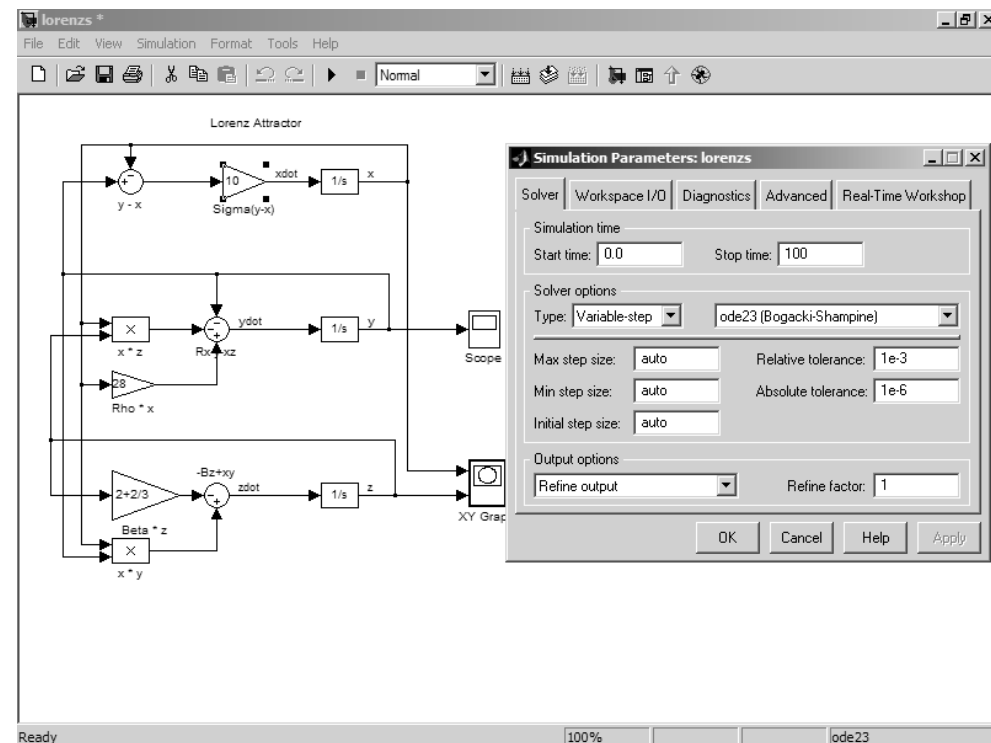 lorenzs *
File Edit View Simulation Format Tools Help
Normal
Lorenz Attractor
10
xdot
1/s
x
y - x
Sigma(y-x)
ydot
1/s
y
x * z
Scope
28
Rho * x
-Bz+xy
2+2/3
zdot
1/s
z
Beta * z
XY Grap
x * y
Simulation Parameters: lorenzs
Solver Workspace I/O Diagnostics Advanced Real-Time Workshop
Simulation time
Start time: 0.0 Stop time: 100
Solver options
Type: Variable-step ode23 (Bogacki-Shampine)
Max step size: auto Relative tolerance: 1e-3
Min step size: auto Absolute tolerance: 1e-6
Initial step size: auto
Output options
Refine output Refine factor: 1
OK Cancel Help Apply
Ready 100% ode23